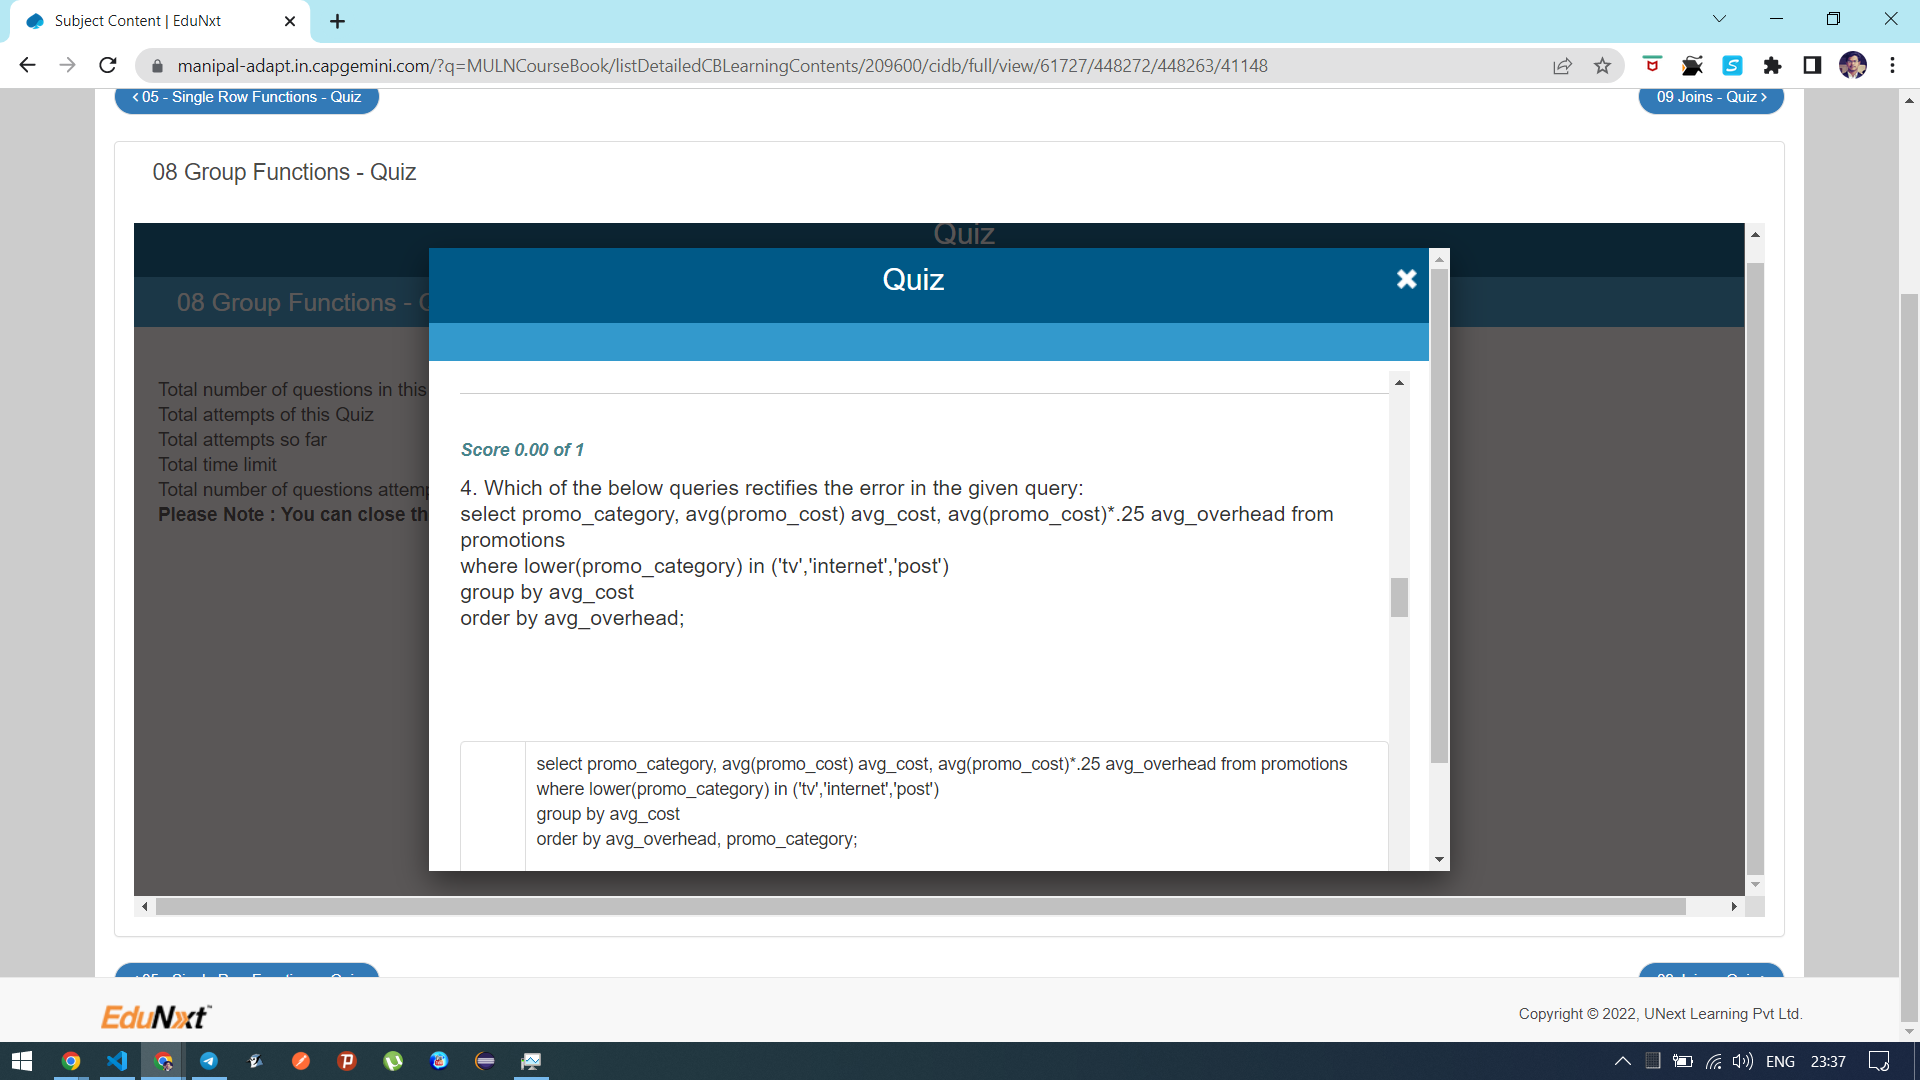 Subject Content | EduNxt
manipal-adapt.in.capgemini.com/?q=MULNCourseBook/listDetailedCBLearningContents/209600/cidb/full/view/61727/448272/448263/41148
< 05 - Single Row Functions - Quiz
09 Joins - Quiz >
08 Group Functions - Quiz
Quiz
Quiz
08 Group Functions - Q
Total number of questions in this
Total attempts of this Quiz
Total attempts so far
Total time limit
Total number of questions attemp
Please Note : You can close th
Score 0.00 of 1
4. Which of the below queries rectifies the error in the given query:
select promo_category, avg(promo_cost) avg_cost, avg(promo_cost)*.25 avg_overhead from
promotions
where lower(promo_category) in ('tv','internet','post')
group by avg_cost
order by avg_overhead;
select promo_category, avg(promo_cost) avg_cost, avg(promo_cost)*.25 avg_overhead from promotions
where lower(promo_category) in ('tv','internet','post')
group by avg_cost
order by avg_overhead, promo_category;
EduNxt
Copyright © 2022, UNext Learning Pvt Ltd.
ENG
23:37